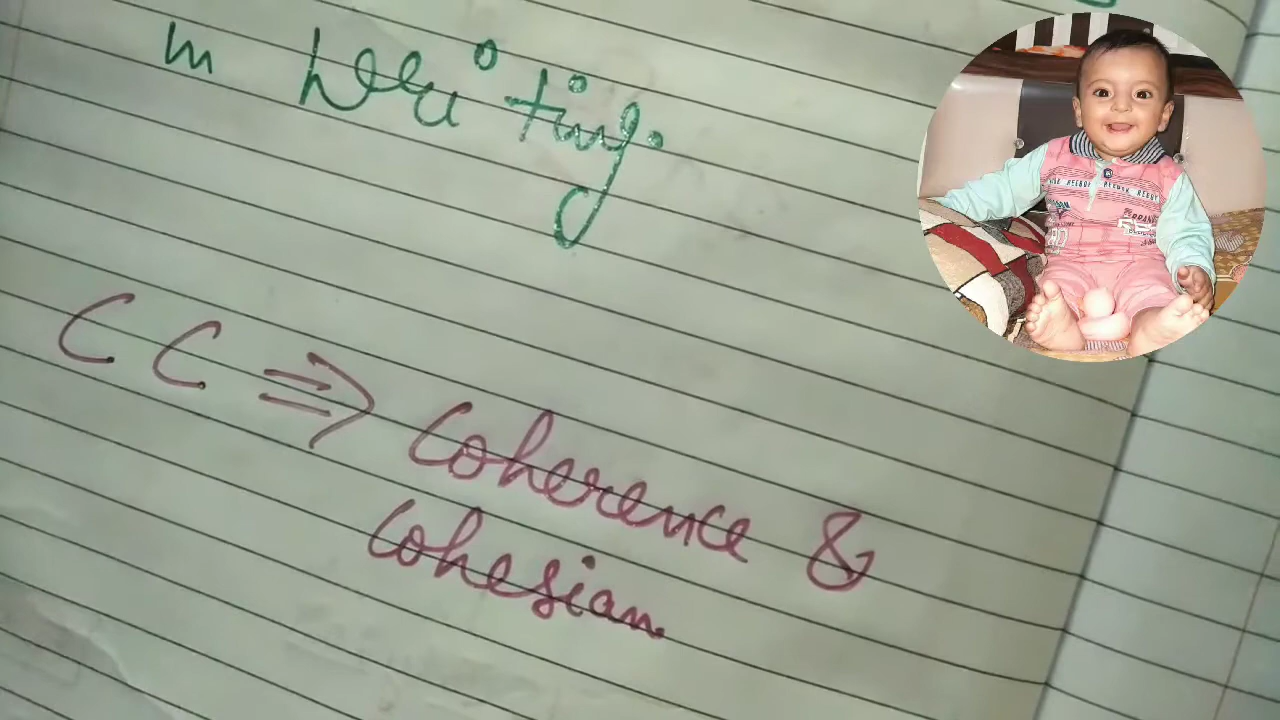 in writing.
CC ⇒ Coherence &
Cohesian.